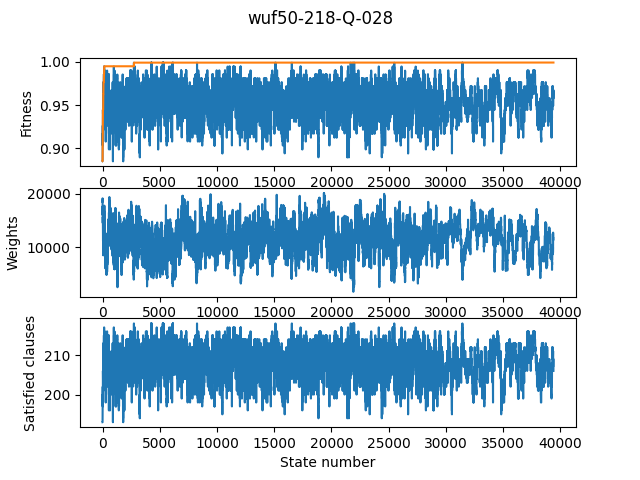 wuf50-218-Q-028
1.00
0.95
0.90
Fitness
0 5000 10000 15000 20000 25000 30000 35000 40000
20000
10000
Weights
0 5000 10000 15000 20000 25000 30000 35000 40000
210
200
Satisfied clauses
0 5000 10000 15000 20000 25000 30000 35000 40000
State number